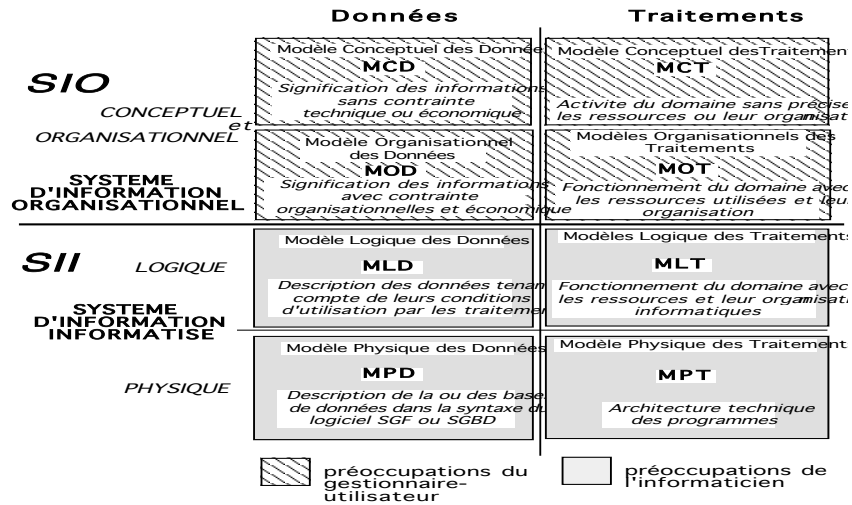 Données
Traitements
SIO
CONCEPTUEL
et
ORGANISATIONNEL
SYSTEME
D'INFORMATION
ORGANISATIONNEL
Modèle Conceptuel des Données
MCD
Signification des informations
sans contrainte
technique ou économique
Modèle Conceptuel desTraitement
MCT
Activite du domaine sans précise
les ressources ou leur organisat
Modèle Organisationnel
des Données
MOD
Signification des informations
avec contrainte
organisationnelles et économique
Modèles Organisationnels des
Traitements
MOT
Fonctionnement du domaine avec
les ressources utilisées et leur
organisation
SII
LOGIQUE
SYSTEME
D'INFORMATION
INFORMATISE
PHYSIQUE
Modèle Logique des Données
MLD
Description des données tenan
compte de leurs conditions
d'utilisation par les traitemen
Modèles Logique des Traitements
MLT
Fonctionnement du domaine avec
les ressources et leur organisati
informatiques
Modèle Physique des Données
MPD
Description de la ou des base
de données dans la syntaxe du
logiciel SGF ou SGBD
Modèle Physique des Traitement
MPT
Architecture technique
des programmes
préoccupations du
gestionnaire-
utilisateur
préoccupations de
l'informaticien